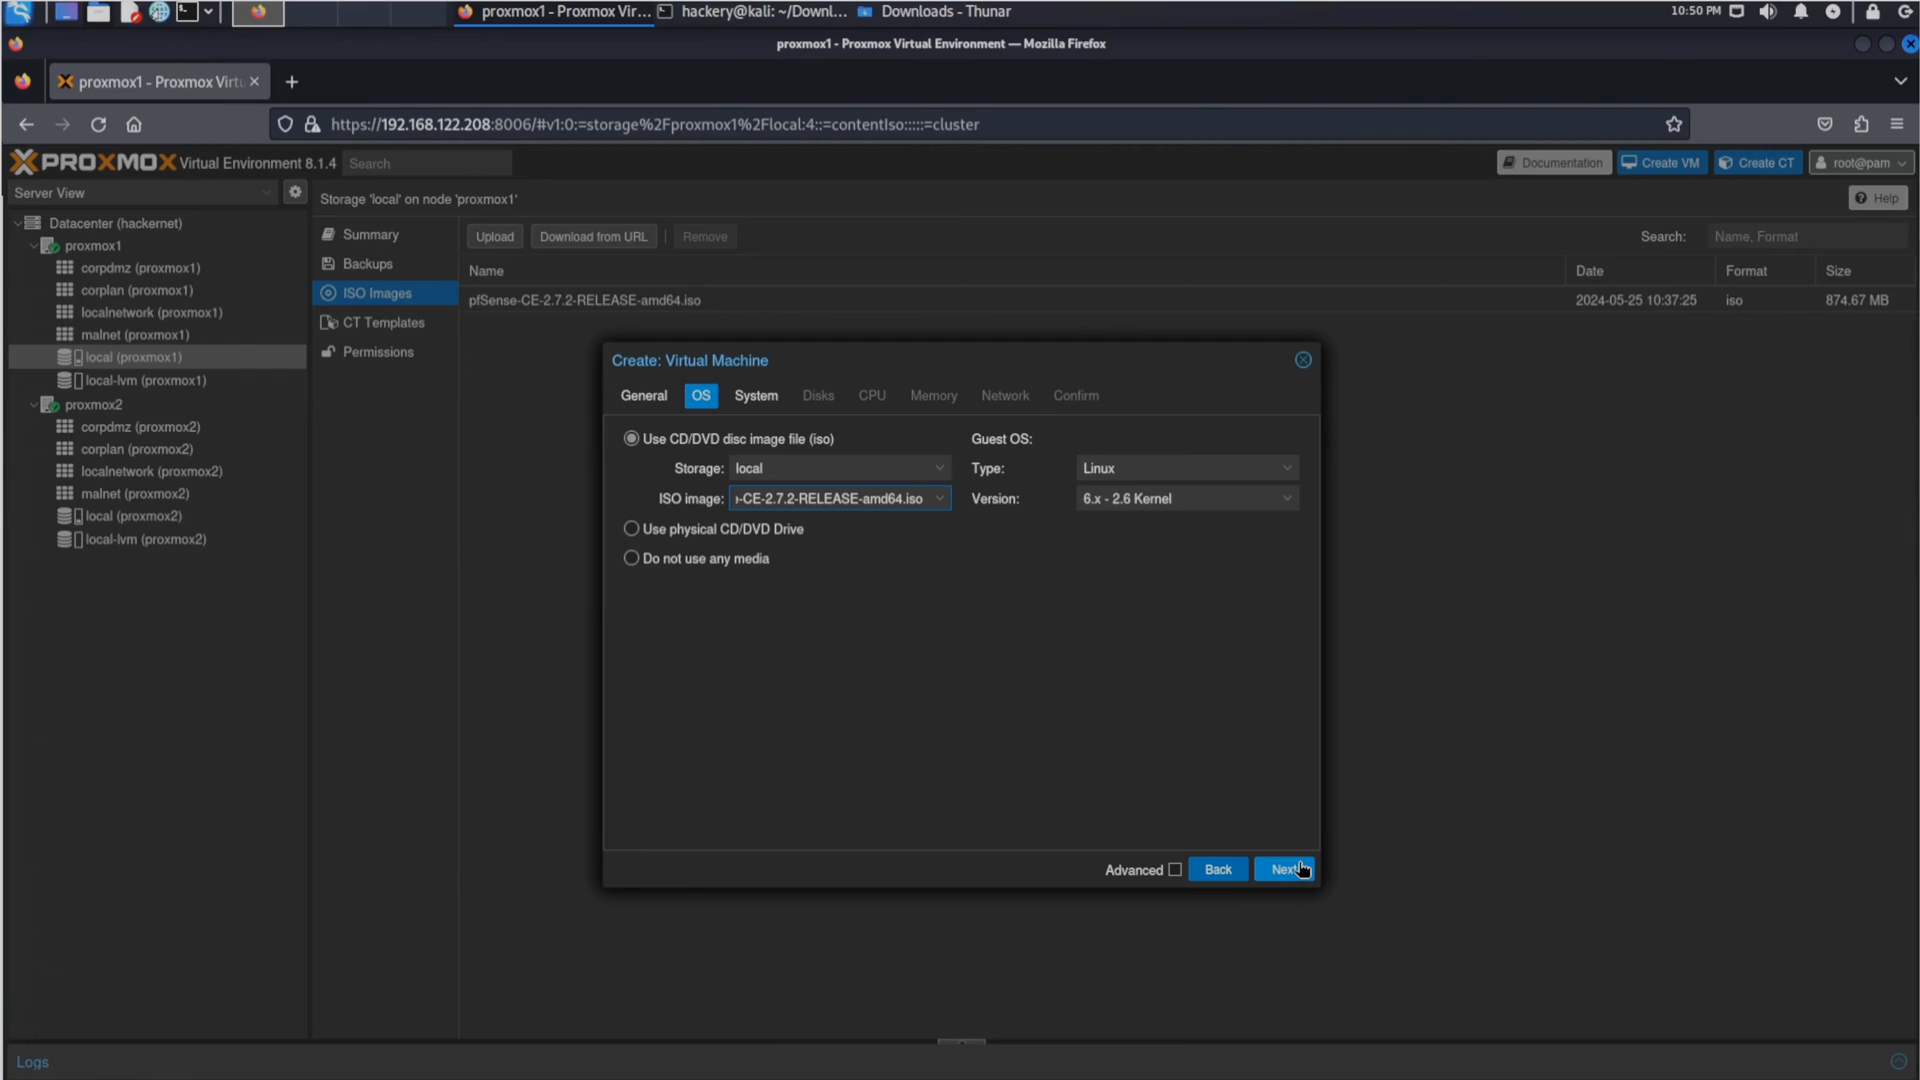 proxmox1 - Proxmox Vir...
hackery@kali: ~/Downl...
Downloads - Thunar
10:50 PM
proxmox1 - Proxmox Virtual Environment — Mozilla Firefox
proxmox1 - Proxmox Virtu
https://192.168.122.208:8006/#v1:0:=storage%2Fproxmox1%2Flocal:4::=contentIso:::::=cluster
PROXMOX Virtual Environment 8.1.4
Search
Documentation
Create VM
Create CT
root@pam
Server View
Storage 'local' on node 'proxmox1'
Help
Datacenter (hackernet)
proxmox1
corpdmz (proxmox1)
corplan (proxmox1)
localnetwork (proxmox1)
malnet (proxmox1)
local (proxmox1)
local-lvm (proxmox1)
proxmox2
corpdmz (proxmox2)
corplan (proxmox2)
localnetwork (proxmox2)
malnet (proxmox2)
local (proxmox2)
local-lvm (proxmox2)
Summary
Backups
ISO Images
CT Templates
Permissions
Upload
Download from URL
Remove
Search:
Name, Format
Name
Date
Format
Size
pfSense-CE-2.7.2-RELEASE-amd64.iso
2024-05-25 10:37:25
iso
874.67 MB
Create: Virtual Machine
General
OS
System
Disks
CPU
Memory
Network
Confirm
Use CD/DVD disc image file (iso)
Storage:
local
ISO image:
-CE-2.7.2-RELEASE-amd64.iso
Use physical CD/DVD Drive
Do not use any media
Guest OS:
Type:
Linux
Version:
6.x - 2.6 Kernel
Advanced
Back
Next
Logs